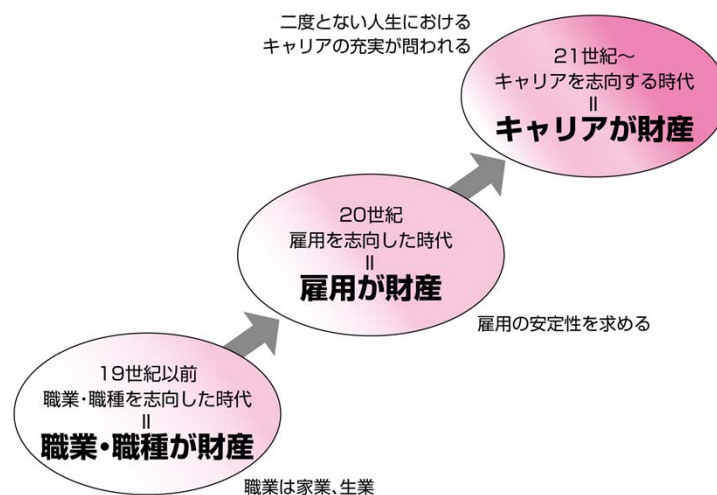 二度とない人生における
キャリアの充実が問われる
21世紀～
キャリアを志向する時代
＝
キャリアが財産
20世紀
雇用を志向した時代
＝
雇用が財産
雇用の安定性を求める
19世紀以前
職業・職種を志向した時代
＝
職業・職種が財産
職業は家業、生業